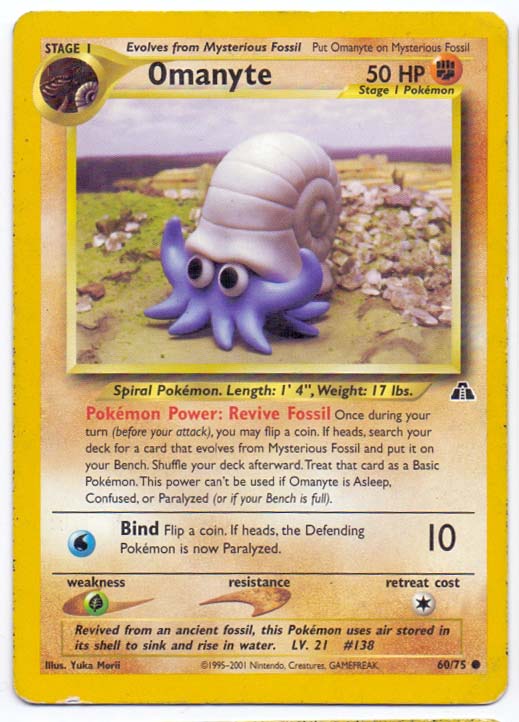 STAGE 1 Evolves from Mysterious Fossil Put Omanyte on Mysterious Fossil
Omanyte 50 HP
Stage 1 Pokémon
Spiral Pokémon. Length: 1' 4", Weight: 17 lbs.
Pokémon Power: Revive Fossil Once during your
turn (before your attack), you may flip a coin. If heads, search your
deck for a card that evolves from Mysterious Fossil and put it on
your Bench. Shuffle your deck afterward. Treat that card as a Basic
Pokémon. This power can't be used if Omanyte is Asleep,
Confused, or Paralyzed (or if your Bench is full).
Bind Flip a coin. If heads, the Defending 10
Pokémon is now Paralyzed.
weakness resistance retreat cost
Revived from an ancient fossil, this Pokémon uses air stored in
its shell to sink and rise in water. LV. 21 #138
Illus. Yuka Morii ©1995-2001 Nintendo, Creatures, GAMEFREAK. 60/75